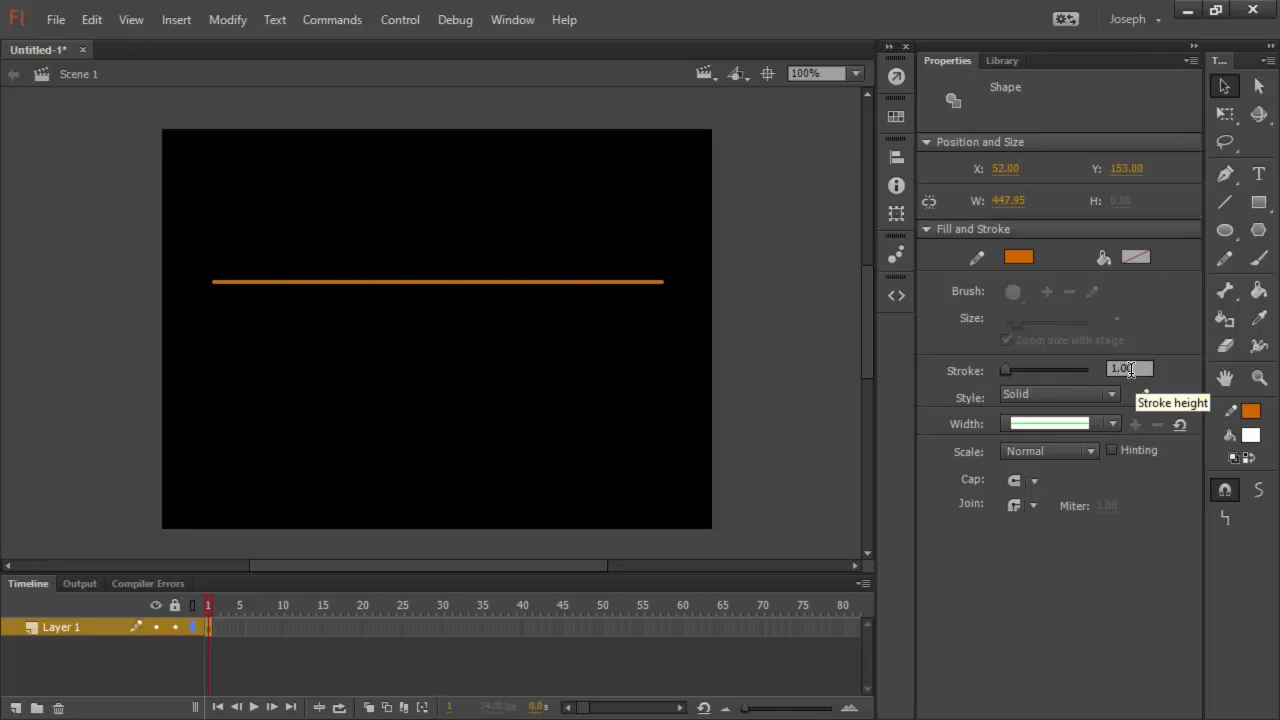 Fl File Edit View Insert Modify Text Commands Control Debug Window Help Joseph
Untitled-1* ×
Scene 1 100%
Properties Library T...
Shape
Position and Size
X: 52.00 Y: 153.00
W: 447.95 H: 0.00
Fill and Stroke
Brush:
Size:
Zoom size with stage
Stroke: 1.00
Style: Solid
Stroke height
Width:
Scale: Normal Hinting
Cap:
Join: Miter: 3.00
Timeline Output Compiler Errors
1 5 10 15 20 25 30 35 40 45 50 55 60 65 70 75 80
Layer 1
1 24.00 fps 0.0 s